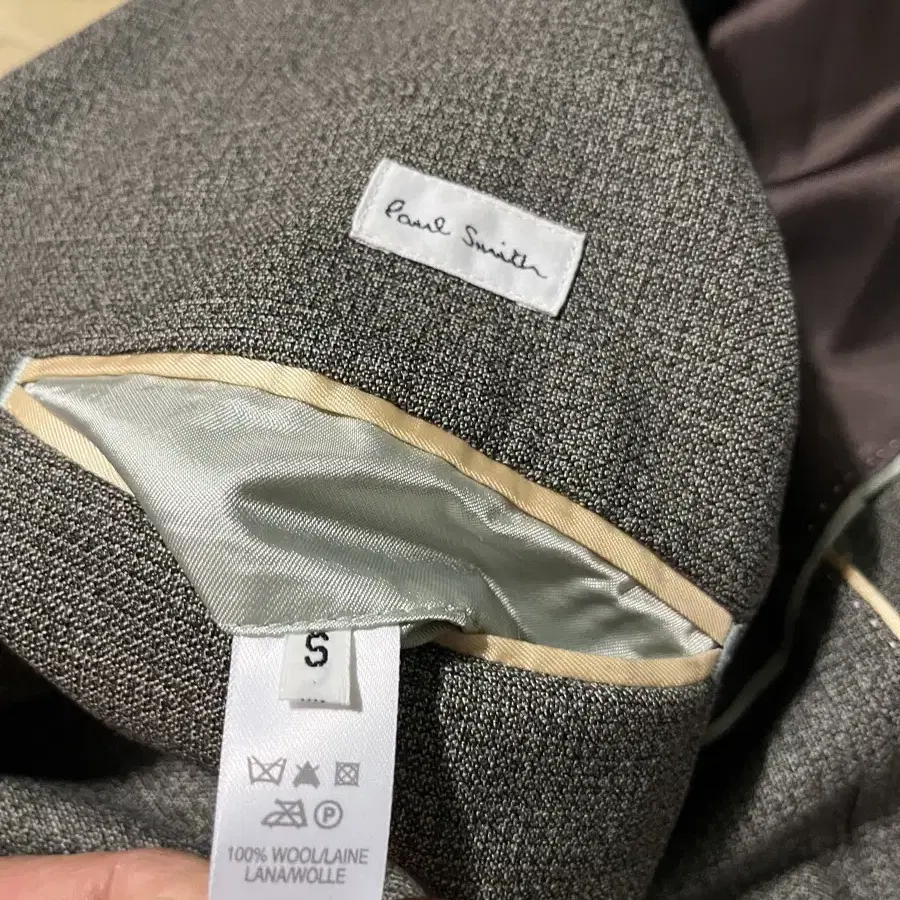 Paul Smith
S
P
100% WOOL/LAINE
LANA/WOLLE